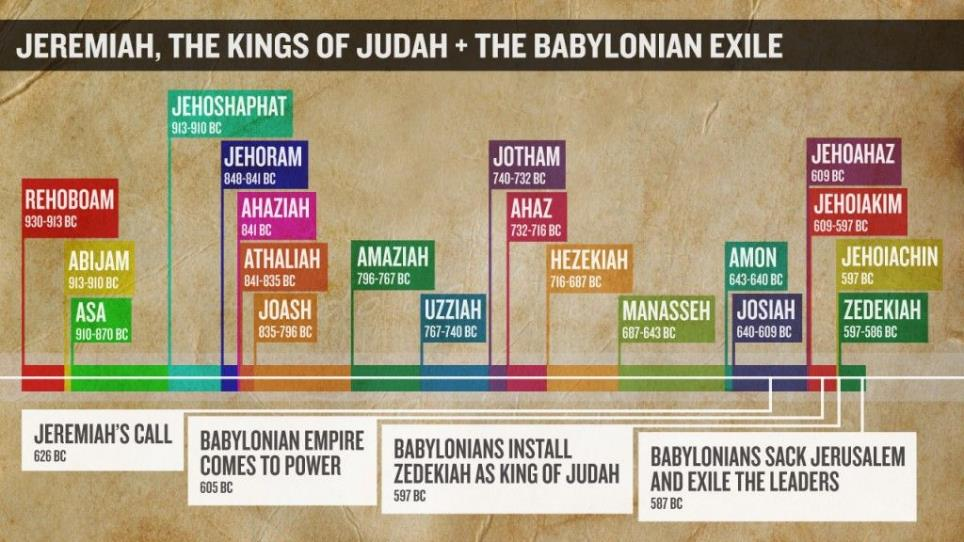 JEREMIAH, THE KINGS OF JUDAH + THE BABYLONIAN EXILE
REHOBOAM
930-913 BC
ABIJAM
913-910 BC
ASA
910-870 BC
JEHOSHAPHAT
913-910 BC
JEHORAM
848-841 BC
AHAZIAH
841 BC
ATHALIAH
841-835 BC
JOASH
835-796 BC
AMAZIAH
796-767 BC
UZZIAH
767-740 BC
JOTHAM
740-732 BC
AHAZ
732-716 BC
HEZEKIAH
716-687 BC
MANASSEH
687-643 BC
AMON
643-640 BC
JOSIAH
640-609 BC
JEHOAHAZ
609 BC
JEHOIAKIM
609-597 BC
JEHOIACHIN
597 BC
ZEDEKIAH
597-586 BC
JEREMIAH'S CALL
626 BC
BABYLONIAN EMPIRE
COMES TO POWER
605 BC
BABYLONIANS INSTALL
ZEDEKIAH AS KING OF JUDAH
597 BC
BABYLONIANS SACK JERUSALEM
AND EXILE THE LEADERS
587 BC